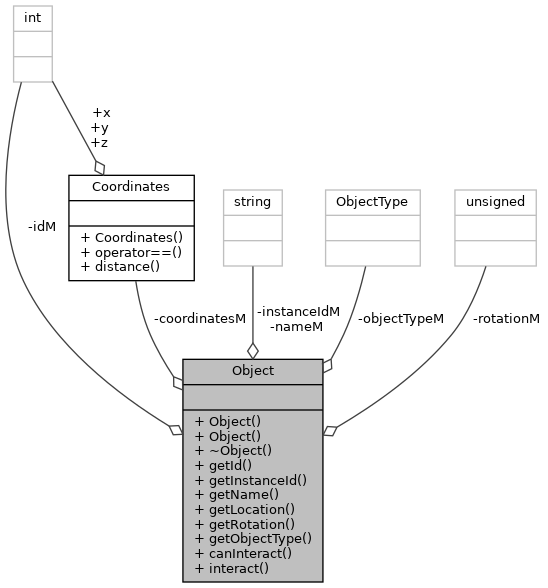 int
+x
+y
+z
Coordinates
+ Coordinates()
+ operator==()
+ distance()
string
ObjectType
unsigned
-idM
-coordinatesM
-instanceIdM
-nameM
-objectTypeM
-rotationM
Object
+ Object()
+ Object()
+ ~Object()
+ getId()
+ getInstanceId()
+ getName()
+ getLocation()
+ getRotation()
+ getObjectType()
+ canInteract()
+ interact()